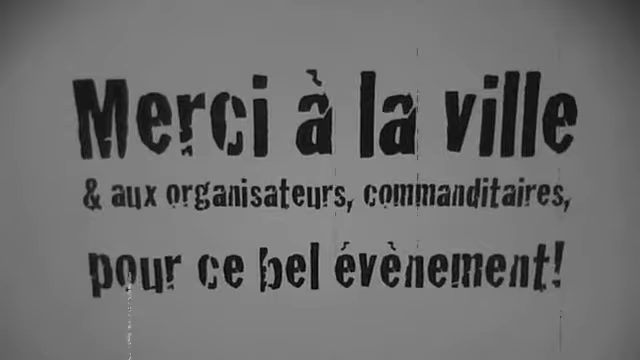 Merci à la ville
& aux organisateurs, commanditaires,
pour ce bel évènement!